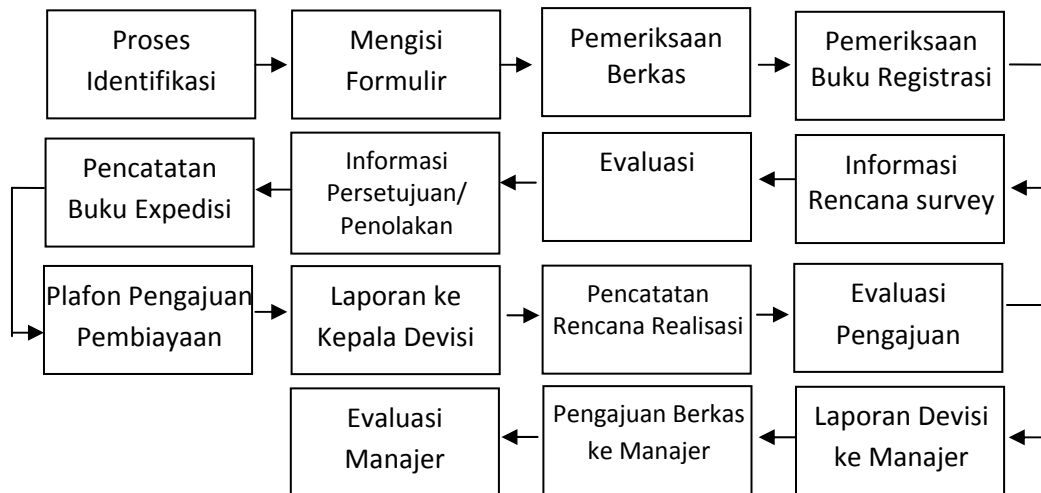 Proses
Identifikasi
Mengisi
Formulir
Pemeriksaan
Berkas
Pemeriksaan
Buku Registrasi
Informasi
Rencana survey
Evaluasi
Informasi
Persetujuan/
Penolakan
Pencatatan
Buku Expedisi
Plafon Pengajuan
Pembiayaan
Laporan ke
Kepala Devisi
Pencatatan
Rencana Realisasi
Evaluasi
Pengajuan
Laporan Devisi
ke Manajer
Pengajuan Berkas
ke Manajer
Evaluasi
Manajer